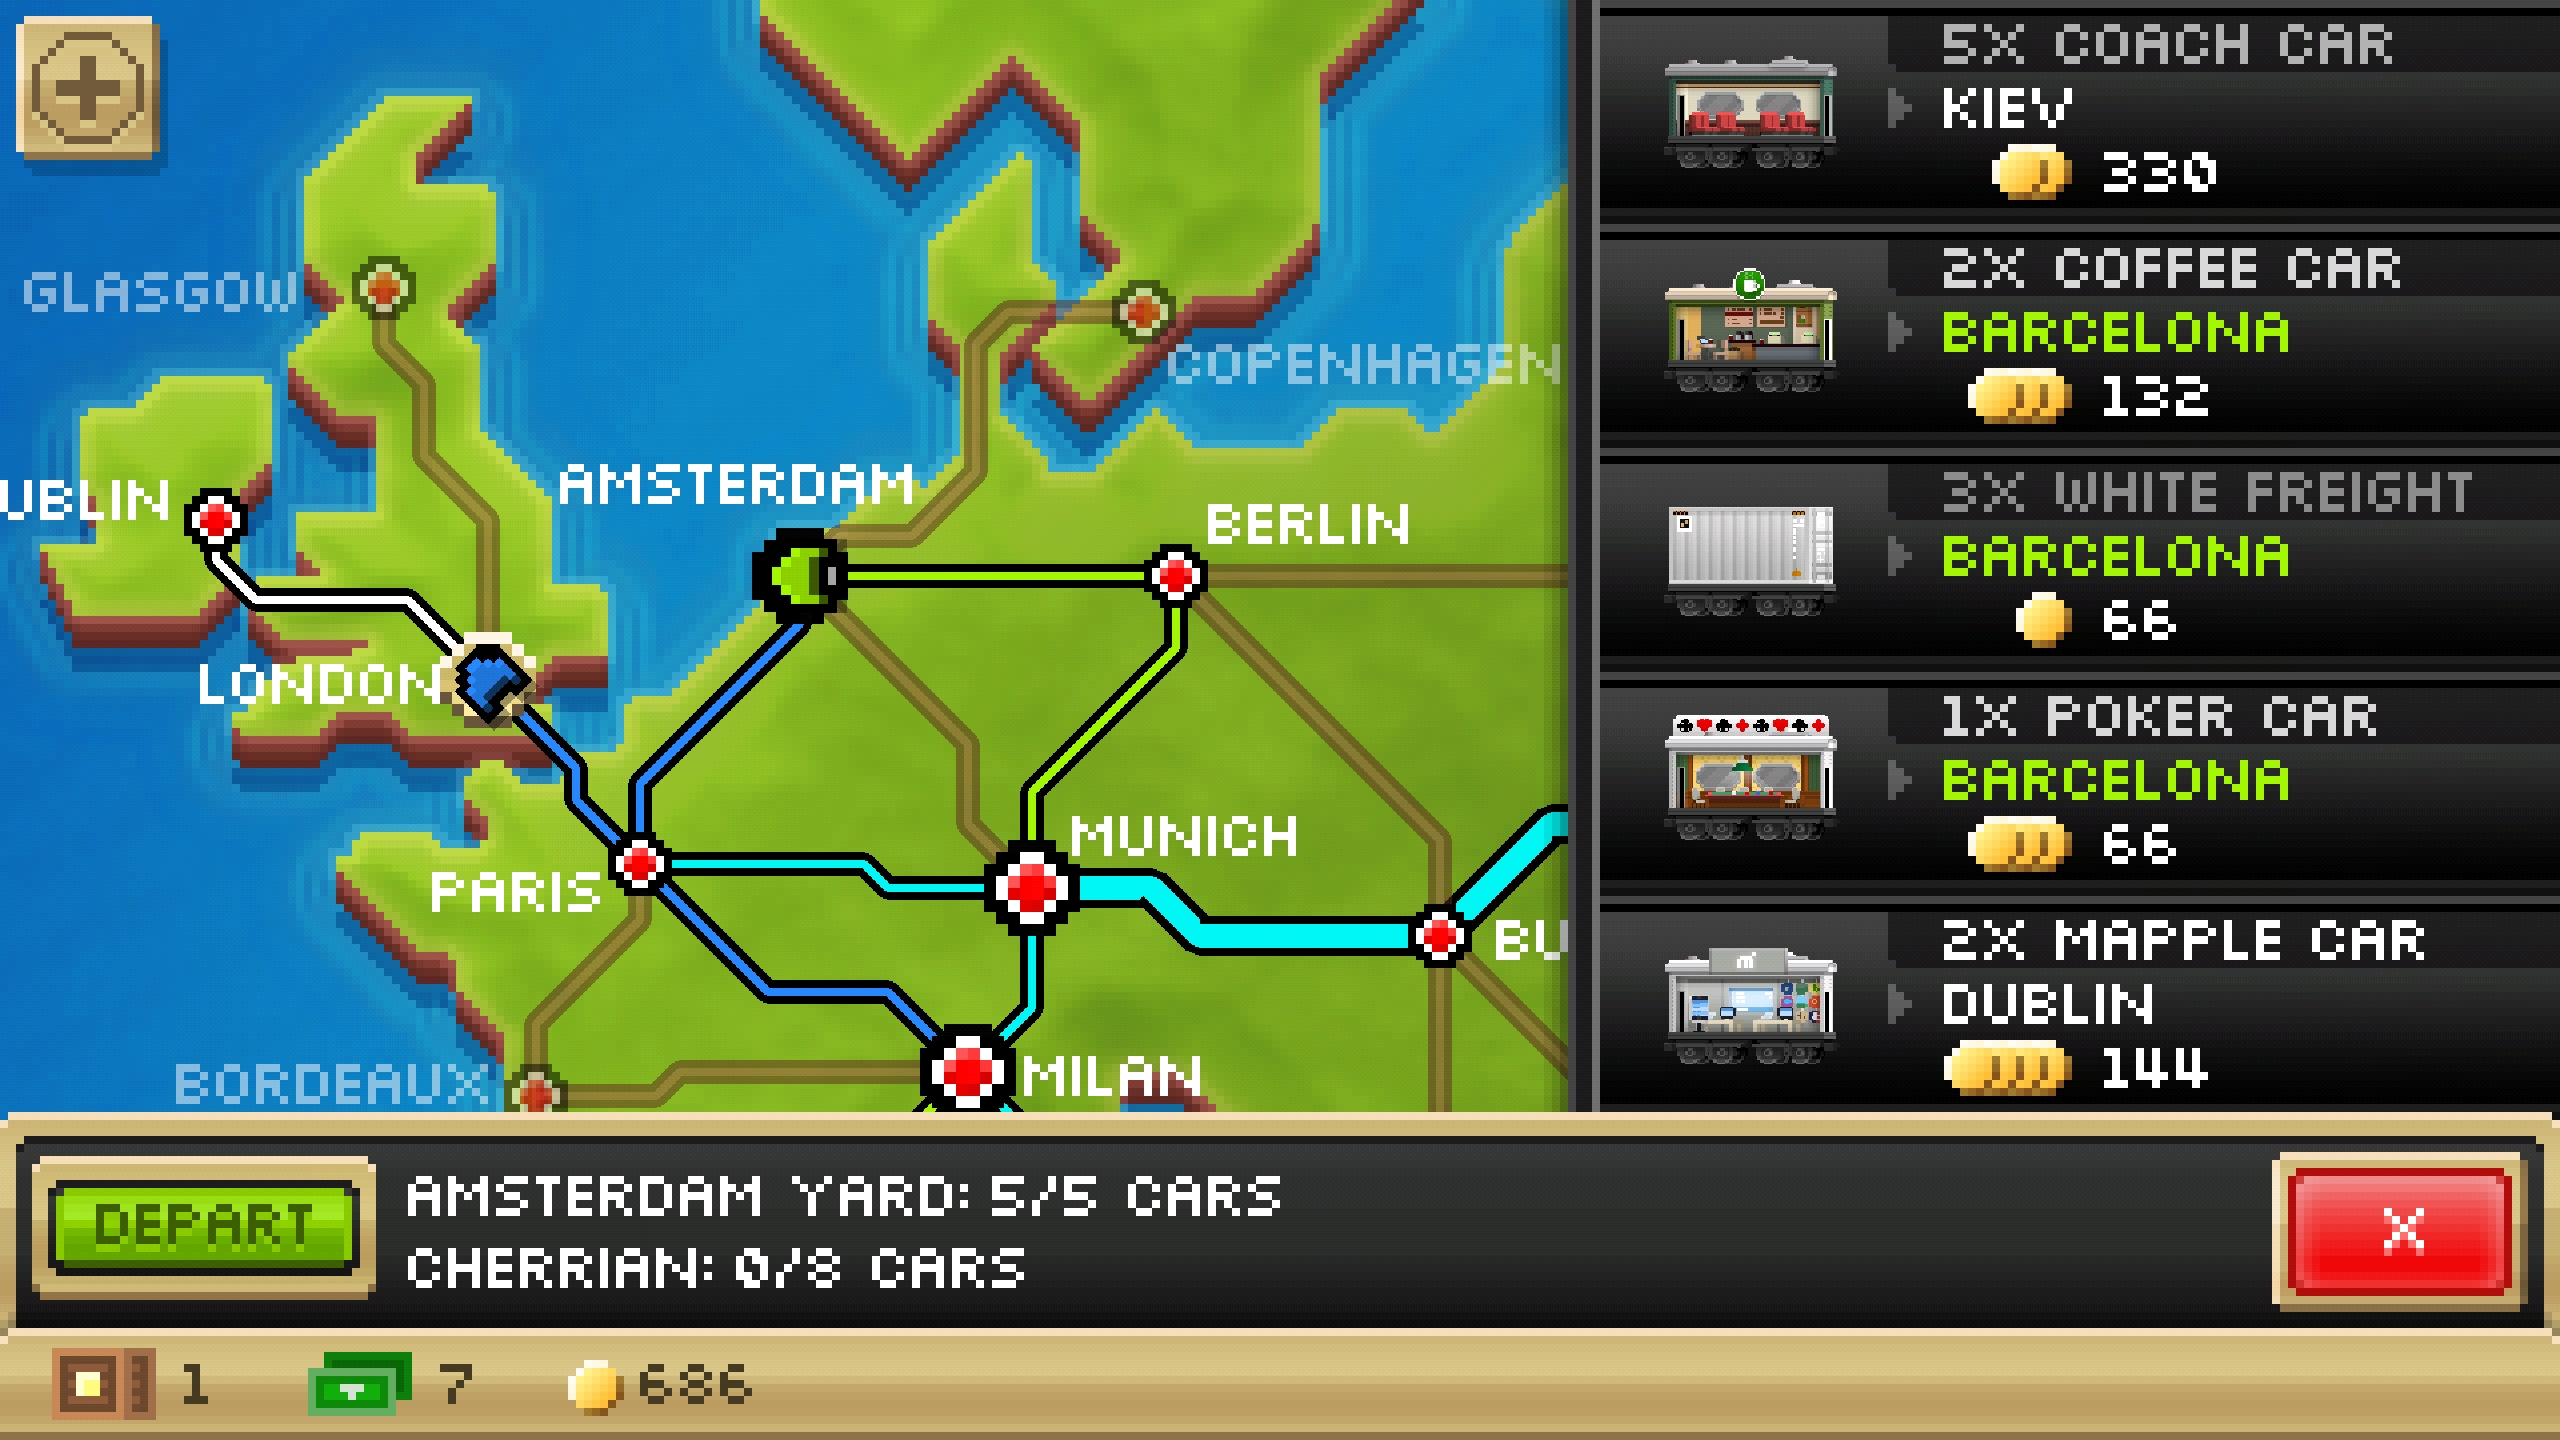 GLASGOW
COPENHAGEN
AMSTERDAM
UBLIN
BERLIN
LONDON
MUNICH
PARIS
BU
BORDEAUX
MILAN
5X COACH CAR
KIEV
330
2X COFFEE CAR
BARCELONA
132
3X WHITE FREIGHT
BARCELONA
66
1X POKER CAR
BARCELONA
66
2X MAPPLE CAR
DUBLIN
144
DEPART
AMSTERDAM YARD: 5/5 CARS
CHERRIAN: 0/8 CARS
X
1 7 686